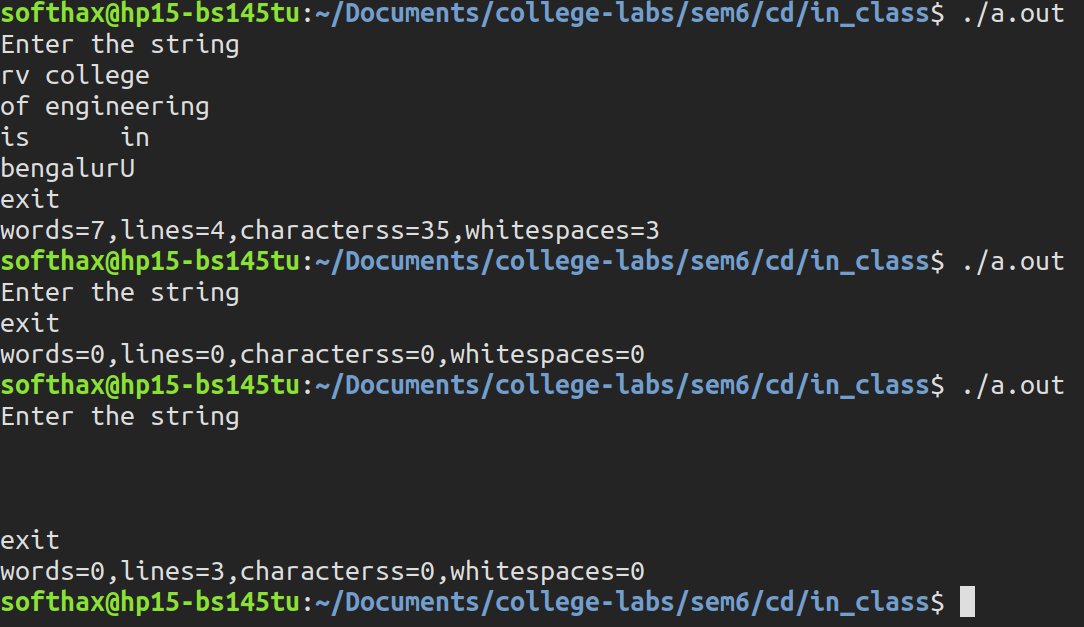 softhax@hp15-bs145tu:~/Documents/college-labs/sem6/cd/in_class$ ./a.out
Enter the string
rv college
of engineering
is      in
bengalurU
exit
words=7,lines=4,characterss=35,whitespaces=3
softhax@hp15-bs145tu:~/Documents/college-labs/sem6/cd/in_class$ ./a.out
Enter the string
exit
words=0,lines=0,characterss=0,whitespaces=0
softhax@hp15-bs145tu:~/Documents/college-labs/sem6/cd/in_class$ ./a.out
Enter the string
exit
words=0,lines=3,characterss=0,whitespaces=0
softhax@hp15-bs145tu:~/Documents/college-labs/sem6/cd/in_class$